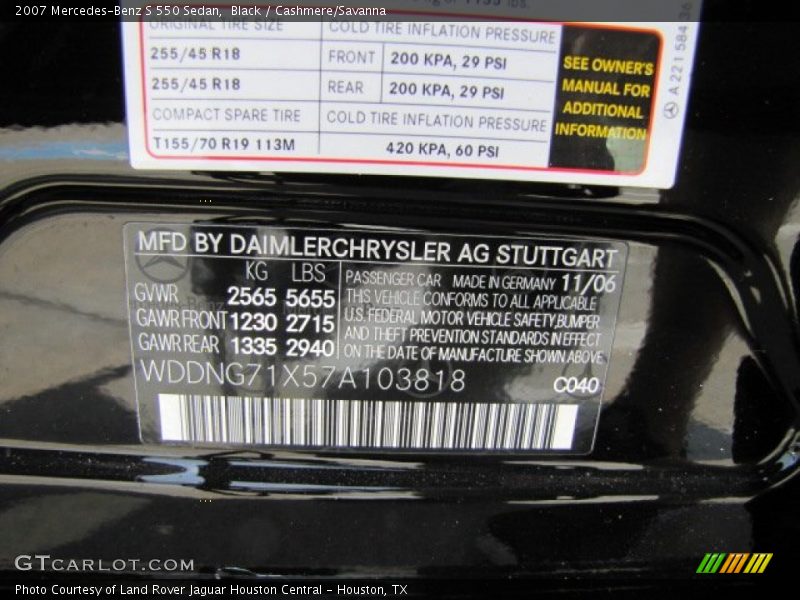 2007 Mercedes-Benz S 550 Sedan,  Black / Cashmere/Savanna
ORIGINAL TIRE SIZE COLD TIRE INFLATION PRESSURE
255/45 R18 FRONT 200 KPA, 29 PSI
255/45 R18 REAR 200 KPA, 29 PSI
COMPACT SPARE TIRE COLD TIRE INFLATION PRESSURE
T155/70 R19 113M 420 KPA, 60 PSI
SEE OWNER'S
MANUAL FOR
ADDITIONAL
INFORMATION
A 221 584
MFD BY DAIMLERCHRYSLER AG STUTTGART
KG LBS
GVWR 2565 5655
GAWR FRONT 1230 2715
GAWR REAR 1335 2940
PASSENGER CAR MADE IN GERMANY 11/06
THIS VEHICLE CONFORMS TO ALL APPLICABLE
U.S. FEDERAL MOTOR VEHICLE SAFETY, BUMPER
AND THEFT PREVENTION STANDARDS IN EFFECT
ON THE DATE OF MANUFACTURE SHOWN ABOVE
WDDNG71X57A103818 C040
GTCARLOT.COM
Photo Courtesy of Land Rover Jaguar Houston Central - Houston, TX